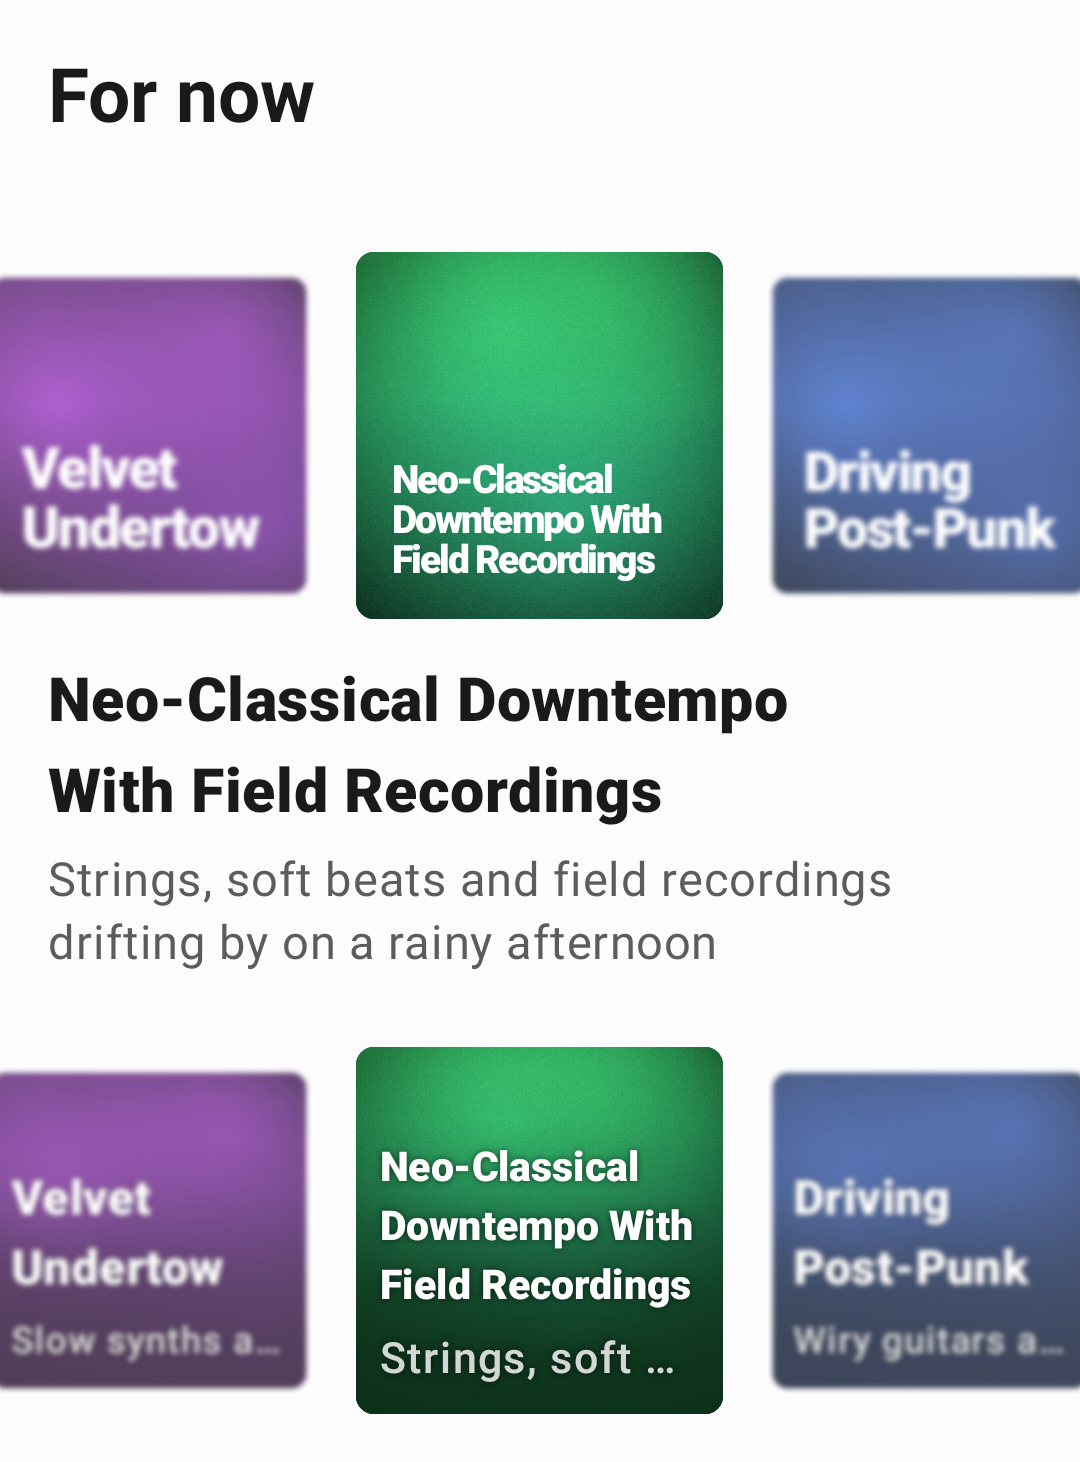 For now
Velvet
Undertow
Neo-Classical
Downtempo With
Field Recordings
Driving
Post-Punk
Neo-Classical Downtempo
With Field Recordings
Strings, soft beats and field recordings
drifting by on a rainy afternoon
Velvet
Undertow
Slow synths a…
Neo-Classical
Downtempo With
Field Recordings
Strings, soft …
Driving
Post-Punk
Wiry guitars a…